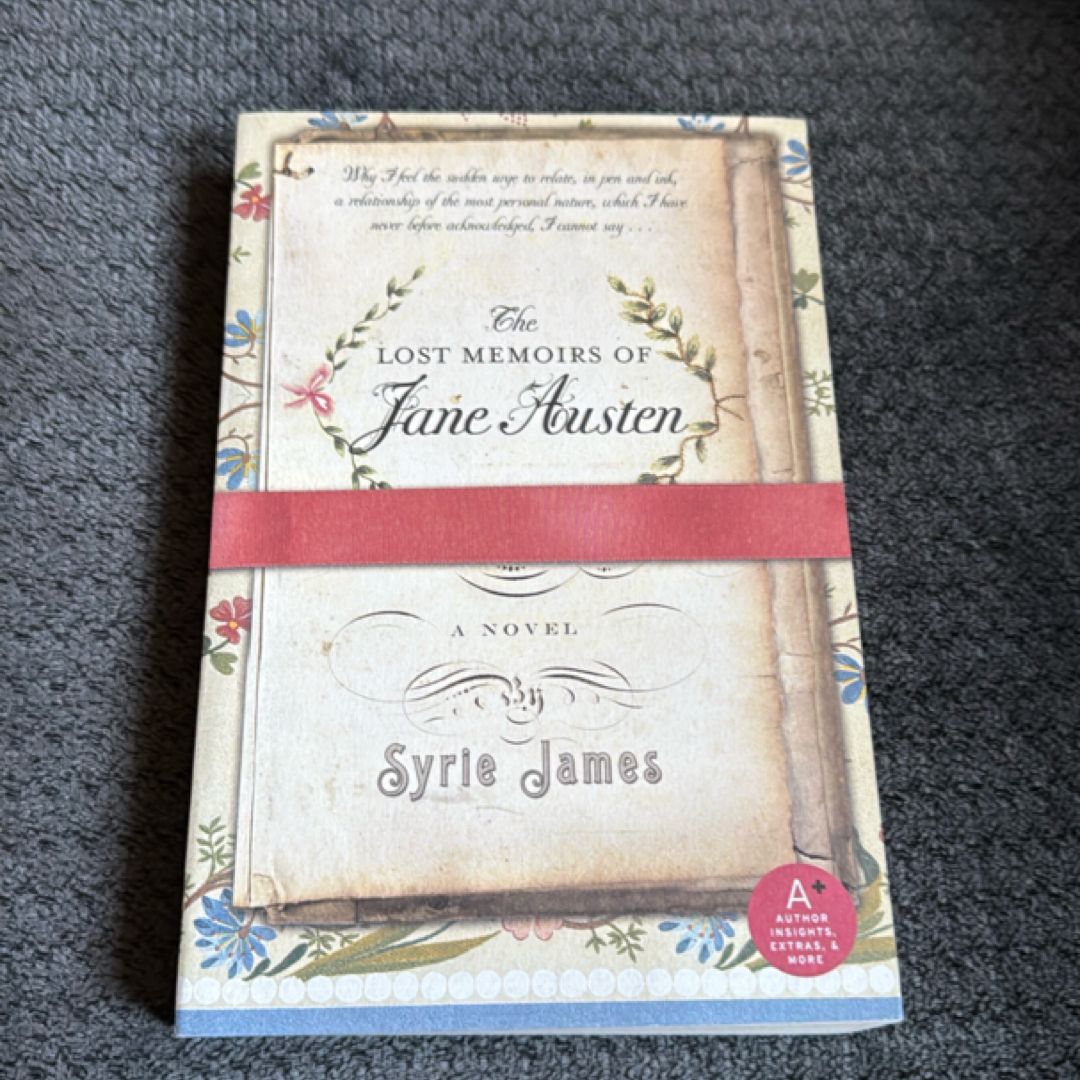 Why I feel the sudden urge to relate, in pen and ink,
a relationship of the most personal nature, which I have
never before acknowledged, I cannot say . . .
The
LOST MEMOIRS OF
Jane Austen
A NOVEL
by
Syrie James
A+
AUTHOR
INSIGHTS,
EXTRAS, &
MORE